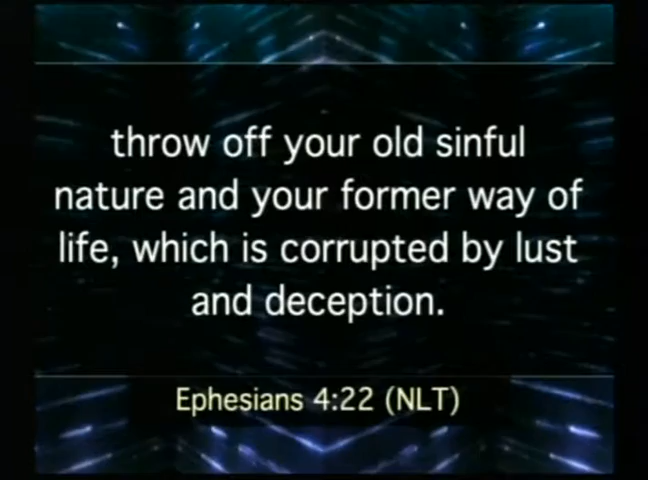 throw off your old sinful
nature and your former way of
life, which is corrupted by lust
and deception.
Ephesians 4:22 (NLT)